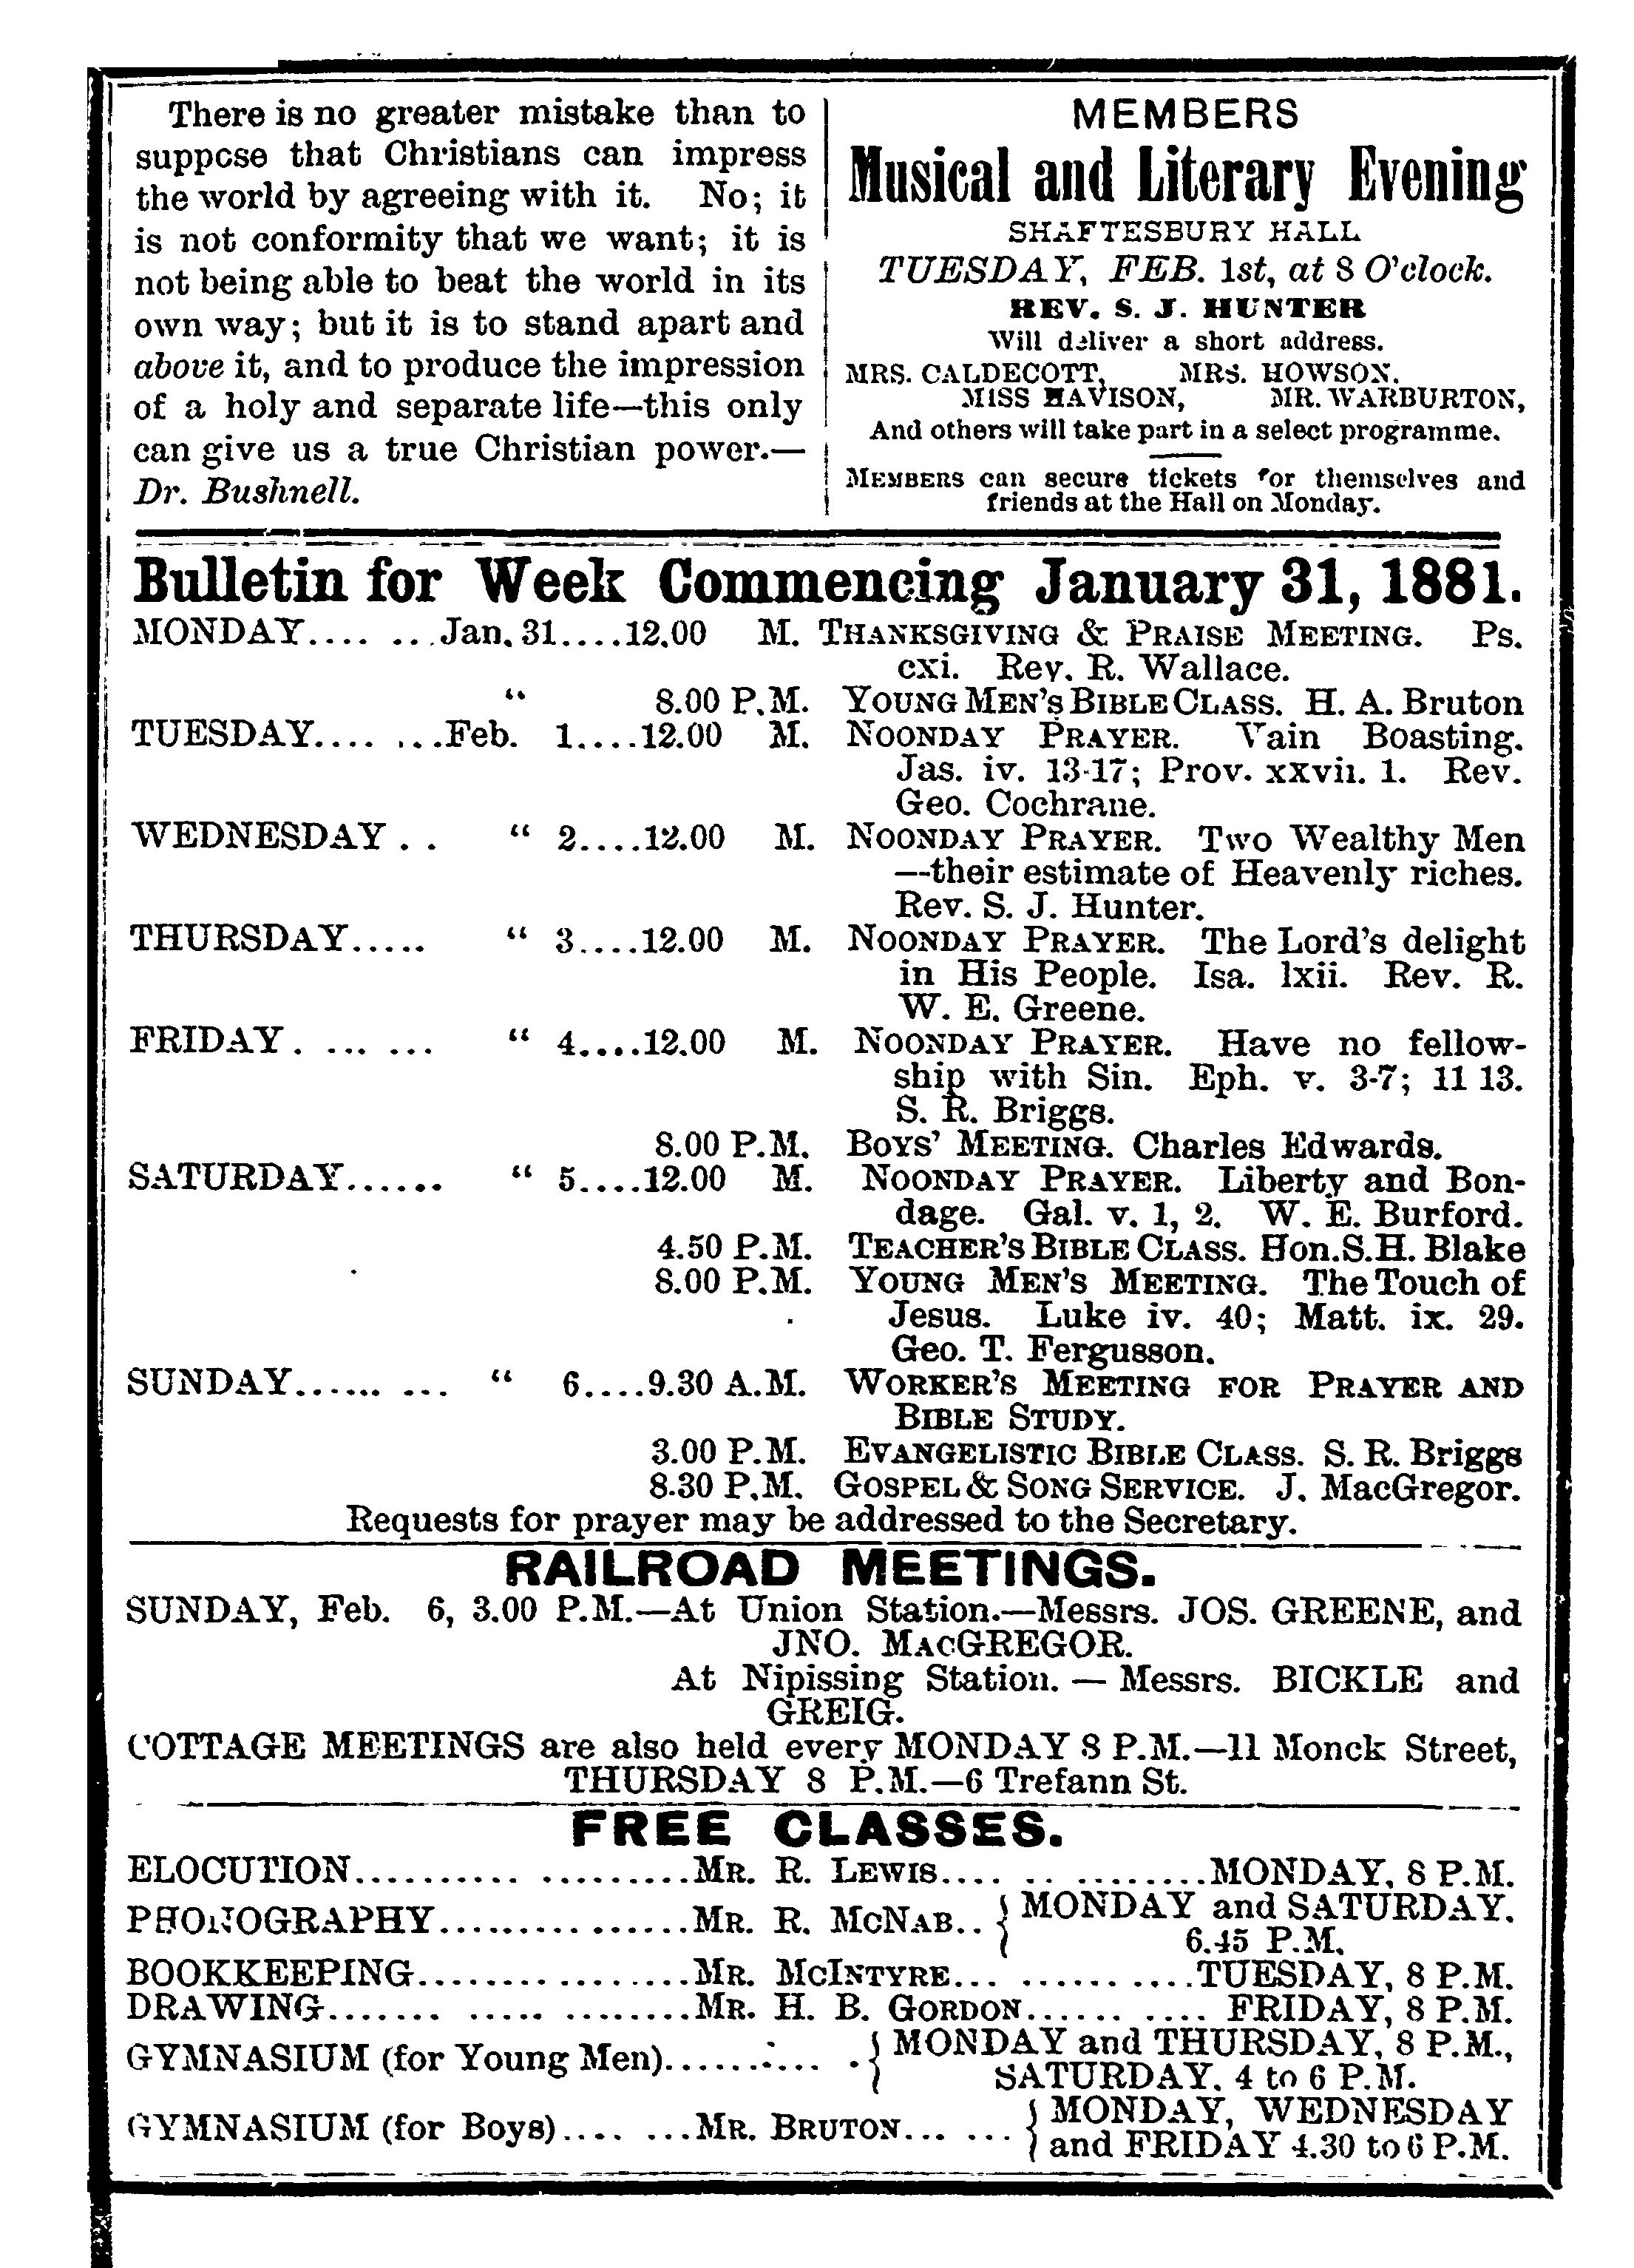 There is no greater mistake than to
suppcse that Christians can impress
the world by agreeing with it. No; it
is not conformity that we want; it is
not being able to beat the world in its
own way; but it is to stand apart and
above it, and to produce the impression
of a holy and separate life—this only
can give us a true Christian power.—
Dr. Bushnell.
MEMBERS
Musical and Literary Evening
SHAFTESBURY HALL
TUESDAY, FEB. 1st, at 8 O'clock.
REV. S. J. HUNTER
Will deliver a short address.
MRS. CALDECOTT, MRS. HOWSON,
MISS HAVISON, MR. WARBURTON,
And others will take part in a select programme.
MEMBERS can secure tickets for themselves and
friends at the Hall on Monday.
Bulletin for Week Commencing January 31, 1881.
MONDAY.... ...Jan. 31....12.00 M. THANKSGIVING & PRAISE MEETING. Ps.
cxi. Rev. R. Wallace.
“ 8.00 P.M. YOUNG MEN'S BIBLE CLASS. H. A. Bruton
TUESDAY.... ...Feb. 1....12.00 M. NOONDAY PRAYER. Vain Boasting.
Jas. iv. 13-17; Prov. xxvii. 1. Rev.
Geo. Cochrane.
WEDNESDAY . . “ 2....12.00 M. NOONDAY PRAYER. Two Wealthy Men
—their estimate of Heavenly riches.
Rev. S. J. Hunter.
THURSDAY..... “ 3....12.00 M. NOONDAY PRAYER. The Lord's delight
in His People. Isa. lxii. Rev. R.
W. E. Greene.
FRIDAY . ... ... “ 4....12.00 M. NOONDAY PRAYER. Have no fellow-
ship with Sin. Eph. v. 3-7; 11 13.
S. R. Briggs.
8.00 P.M. BOYS' MEETING. Charles Edwards.
SATURDAY...... “ 5....12.00 M. NOONDAY PRAYER. Liberty and Bon-
dage. Gal. v. 1, 2. W. E. Burford.
4.50 P.M. TEACHER'S BIBLE CLASS. Hon.S.H. Blake
8.00 P.M. YOUNG MEN'S MEETING. The Touch of
Jesus. Luke iv. 40; Matt. ix. 29.
Geo. T. Fergusson.
SUNDAY...... ... “ 6....9.30 A.M. WORKER'S MEETING FOR PRAYER AND
BIBLE STUDY.
3.00 P.M. EVANGELISTIC BIBLE CLASS. S. R. Briggs
8.30 P.M. GOSPEL & SONG SERVICE. J. MacGregor.
Requests for prayer may be addressed to the Secretary.
RAILROAD MEETINGS.
SUNDAY, Feb. 6, 3.00 P.M.—At Union Station.—Messrs. JOS. GREENE, and
JNO. MACGREGOR.
At Nipissing Station. — Messrs. BICKLE and
GREIG.
COTTAGE MEETINGS are also held every MONDAY 8 P.M.—11 Monck Street,
THURSDAY 8 P.M.—6 Trefann St.
FREE CLASSES.
ELOCUTION.......... .........MR. R. LEWIS.... .. .........MONDAY, 8 P.M.
PHONOGRAPHY................MR. R. MCNAB.. { MONDAY and SATURDAY,
6.45 P.M.
BOOKKEEPING.................MR. MCINTYRE... ...... ....TUESDAY, 8 P.M.
DRAWING....... ..... ........MR. H. B. GORDON...... .... FRIDAY, 8 P.M.
GYMNASIUM (for Young Men)........... . { MONDAY and THURSDAY, 8 P.M.,
SATURDAY, 4 to 6 P.M.
GYMNASIUM (for Boys).... ...MR. BRUTON... ... { MONDAY, WEDNESDAY
and FRIDAY 4.30 to 6 P.M.